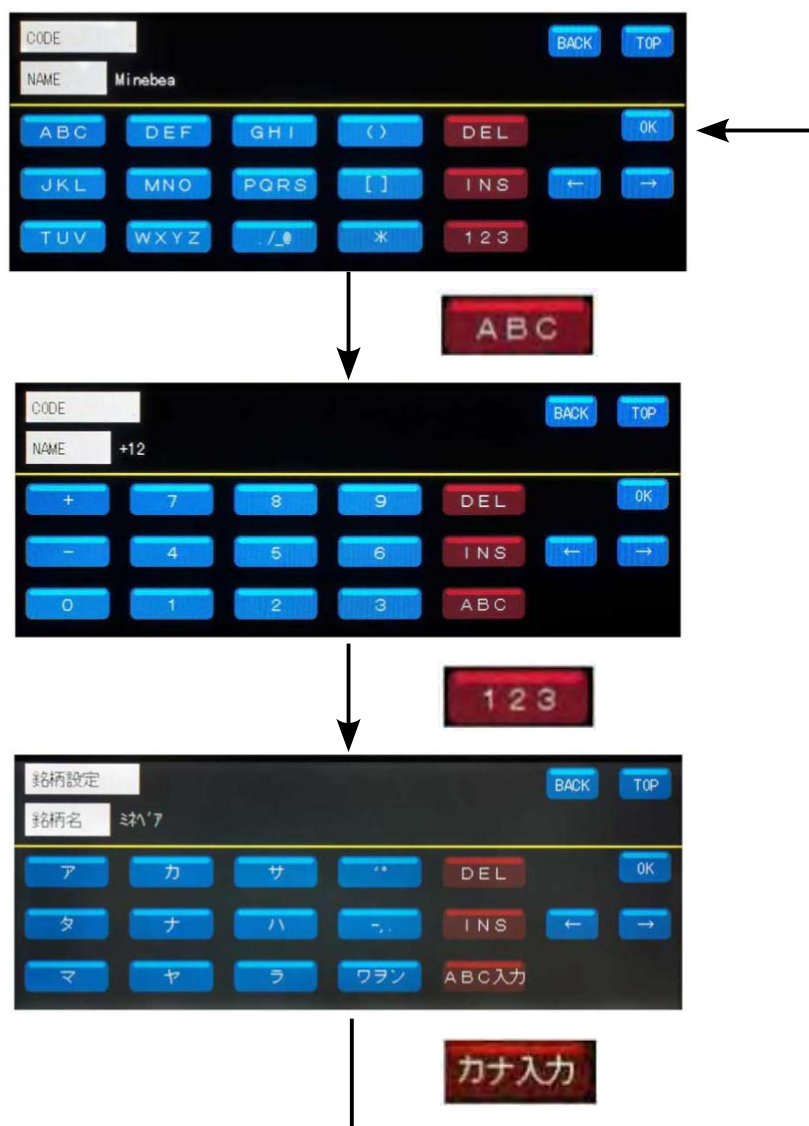 CODE BACK TOP
NAME Minebea
ABC DEF GHI () DEL OK
JKL MNO PQRS [] INS ← →
TUV WXYZ ./_@ * 123
ABC
CODE BACK TOP
NAME +12
+ 7 8 9 DEL OK
- 4 5 6 INS ← →
0 1 2 3 ABC
123
銘柄設定 BACK TOP
銘柄名 ﾐﾈﾍﾞｱ
ア カ サ ゛゜ DEL OK
タ ナ ハ -,. INS ← →
マ ヤ ラ ワヲン ABC入力
カナ入力